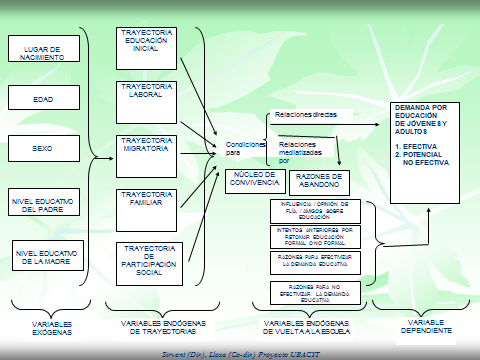 LUGAR DE
NACIMIENTO
EDAD
SEXO
NIVEL EDUCATIVO
DEL PADRE
NIVEL EDUCATIVO
DE LA MADRE
VARIABLES
EXÓGENAS
TRAYECTORIA
EDUCACIÓN
INICIAL
TRAYECTORIA
LABORAL
TRAYECTORIA
MIGRATORIA
TRAYECTORIA
FAMILIAR
TRAYECTORIA
DE
PARTICIPACIÓN
SOCIAL
VARIABLES ENDÓGENAS
DE TRAYECTORIAS
Condiciones
para
Relaciones directas
Relaciones
mediatizadas
por
NÚCLEO DE
CONVIVENCIA
RAZONES DE
ABANDONO
INFLUENCIA / OPINIÓN DE
FLIA. / AMIGOS SOBRE
EDUCACIÓN
INTENTOS ANTERIORES POR
RETOMAR EDUCACIÓN
FORMAL O NO FORMAL
RAZONES PARA EFECTIVIZAR
LA DEMANDA EDUCATIVA
RAZONES PARA NO
EFECTIVIZAR LA DEMANDA
EDUCATIVA
VARIABLES ENDÓGENAS
DE VUELTA A LA ESCUELA
DEMANDA POR
EDUCACIÓN
DE JÓVENES Y
ADULTOS
1. EFECTIVA
2. POTENCIAL
NO EFECTIVA
VARIABLE
DEPENDIENTE
Sirvent (Dir), Llosa (Co-dir) Proyecto UBACYT